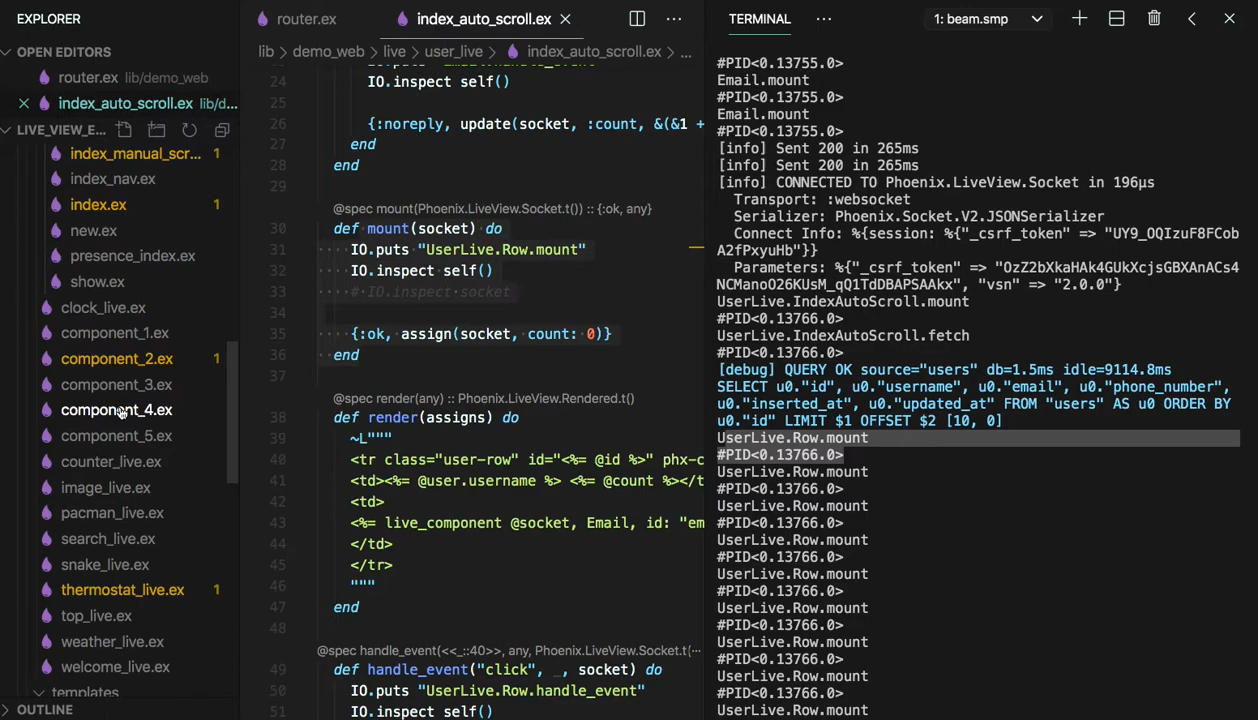 EXPLORER
OPEN EDITORS
router.ex lib/demo_web
index_auto_scroll.ex lib/d...
LIVE_VIEW_E...
index_manual_scr... 1
index_nav.ex
index.ex 1
new.ex
presence_index.ex
show.ex
clock_live.ex
component_1.ex
component_2.ex 1
component_3.ex
component_4.ex
component_5.ex
counter_live.ex
image_live.ex
pacman_live.ex
search_live.ex
snake_live.ex
thermostat_live.ex 1
top_live.ex
weather_live.ex
welcome_live.ex
templates
OUTLINE
router.ex
index_auto_scroll.ex
lib > demo_web > live > user_live > index_auto_scroll.ex > ...
24 IO.inspect self()
25
26 {:noreply, update(socket, :count, &(&1 +
27 end
28 end
29
@spec mount(Phoenix.LiveView.Socket.t()) :: {:ok, any}
30 def mount(socket) do
31 IO.puts "UserLive.Row.mount"
32 IO.inspect self()
33 # IO.inspect socket
34
35 {:ok, assign(socket, count: 0)}
36 end
37
@spec render(any) :: Phoenix.LiveView.Rendered.t()
38 def render(assigns) do
39 ~L"""
40 <tr class="user-row" id="<%= @id %>" phx-c
41 <td><%= @user.username %> <%= @count %></t
42 <td>
43 <%= live_component @socket, Email, id: "em
44 </td>
45 </tr>
46 """
47 end
48
@spec handle_event(<<_::40>>, any, Phoenix.LiveView.Socket.t(...
49 def handle_event("click", _, socket) do
50 IO.puts "UserLive.Row.handle_event"
51 IO.inspect self()
TERMINAL ... 1: beam.smp
#PID<0.13755.0>
Email.mount
#PID<0.13755.0>
Email.mount
#PID<0.13755.0>
[info] Sent 200 in 265ms
[info] Sent 200 in 265ms
[info] CONNECTED TO Phoenix.LiveView.Socket in 196µs
Transport: :websocket
Serializer: Phoenix.Socket.V2.JSONSerializer
Connect Info: %{session: %{"_csrf_token" => "UY9_OQIzuF8FCob
A2fPxyuHb"}}
Parameters: %{"_csrf_token" => "OzZ2bXkaHAk4GUkXcjsGBXAnACs4
NCManoO26KUsM_qQ1TdDBAPSAAkx", "vsn" => "2.0.0"}
UserLive.IndexAutoScroll.mount
#PID<0.13766.0>
UserLive.IndexAutoScroll.fetch
#PID<0.13766.0>
[debug] QUERY OK source="users" db=1.5ms idle=9114.8ms
SELECT u0."id", u0."username", u0."email", u0."phone_number",
u0."inserted_at", u0."updated_at" FROM "users" AS u0 ORDER BY
u0."id" LIMIT $1 OFFSET $2 [10, 0]
UserLive.Row.mount
#PID<0.13766.0>
UserLive.Row.mount
#PID<0.13766.0>
UserLive.Row.mount
#PID<0.13766.0>
UserLive.Row.mount
#PID<0.13766.0>
UserLive.Row.mount
#PID<0.13766.0>
UserLive.Row.mount
#PID<0.13766.0>
UserLive.Row.mount
#PID<0.13766.0>
UserLive.Row.mount
#PID<0.13766.0>
UserLive.Row.mount